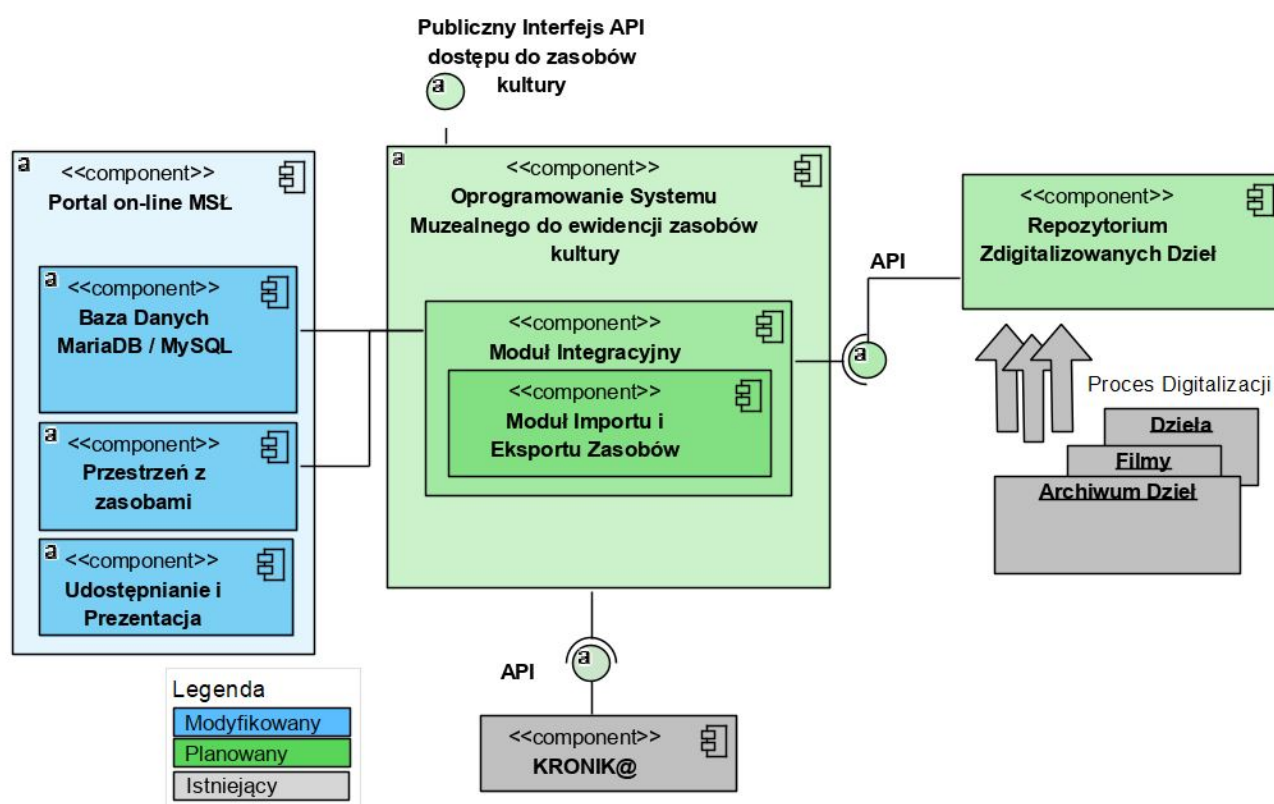 Publiczny Interfejs API
dostępu do zasobów
kultury
a
a
<<component>>
Portal on-line MSŁ
a
<<component>>
Baza Danych
MariaDB / MySQL
a
<<component>>
Przestrzeń z
zasobami
a
<<component>>
Udostępnianie i
Prezentacja
a
<<component>>
Oprogramowanie Systemu
Muzealnego do ewidencji zasobów
kultury
<<component>>
Moduł Integracyjny
<<component>>
Moduł Importu i
Eksportu Zasobów
API
a
<<component>>
Repozytorium
Zdigitalizowanych Dzieł
Proces Digitalizacji
Dzieła
Filmy
Archiwum Dzieł
API
a
<<component>>
KRONIK@
Legenda
Modyfikowany
Planowany
Istniejący